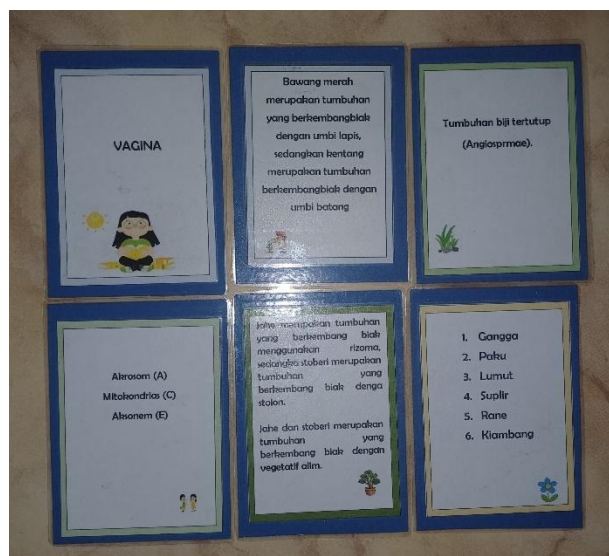 VAGINA
Bawang merah
merupakan tumbuhan
yang berkembangbiak
dengan umbi lapis,
sedangkan kentang
merupakan tumbuhan
berkembangbiak dengan
umbi batang
Tumbuhan biji tertutup
(Angiosprmae).
Akrosom (A)
Mitokondrias (C)
Aksonem (E)
Jahe merupakan tumbuhan
yang berkembang biak
menggunakan rizoma,
sedangka stoberi merupakan
tumbuhan yang
berkembang biak denga
stolon.
Jahe dan stoberi merupakan
tumbuhan yang
berkembang biak dengan
vegetatif alim.
1. Gangga
2. Paku
3. Lumut
4. Suplir
5. Rane
6. Kiambang